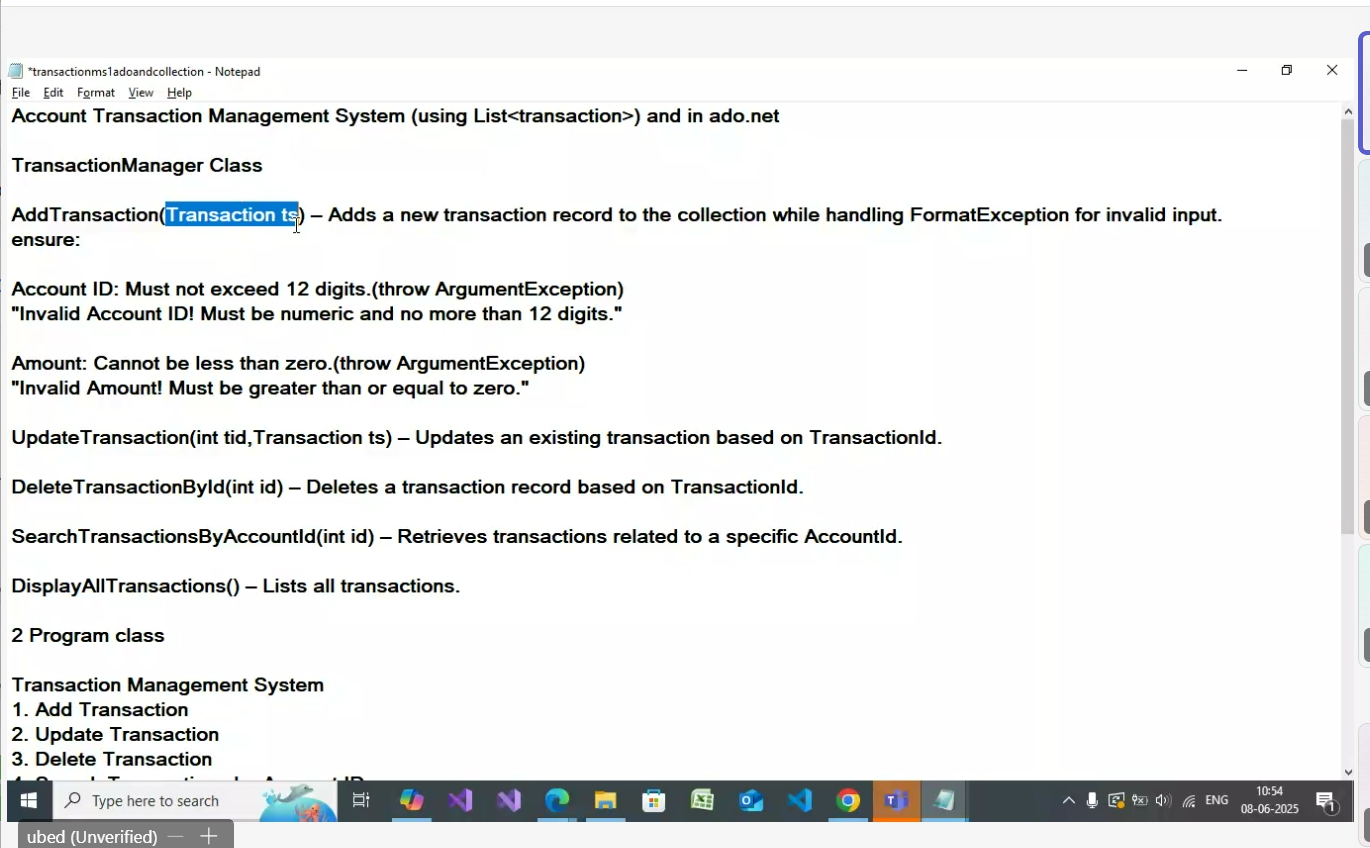 *transactionms1adoandcollection - Notepad
File Edit Format View Help
Account Transaction Management System (using List<transaction>) and in ado.net
TransactionManager Class
AddTransaction(Transaction ts) – Adds a new transaction record to the collection while handling FormatException for invalid input.
ensure:
Account ID: Must not exceed 12 digits.(throw ArgumentException)
"Invalid Account ID! Must be numeric and no more than 12 digits."
Amount: Cannot be less than zero.(throw ArgumentException)
"Invalid Amount! Must be greater than or equal to zero."
UpdateTransaction(int tid,Transaction ts) – Updates an existing transaction based on TransactionId.
DeleteTransactionById(int id) – Deletes a transaction record based on TransactionId.
SearchTransactionsByAccountId(int id) – Retrieves transactions related to a specific AccountId.
DisplayAllTransactions() – Lists all transactions.
2 Program class
Transaction Management System
1. Add Transaction
2. Update Transaction
3. Delete Transaction
Type here to search
ENG
10:54
08-06-2025
1
ubed (Unverified)